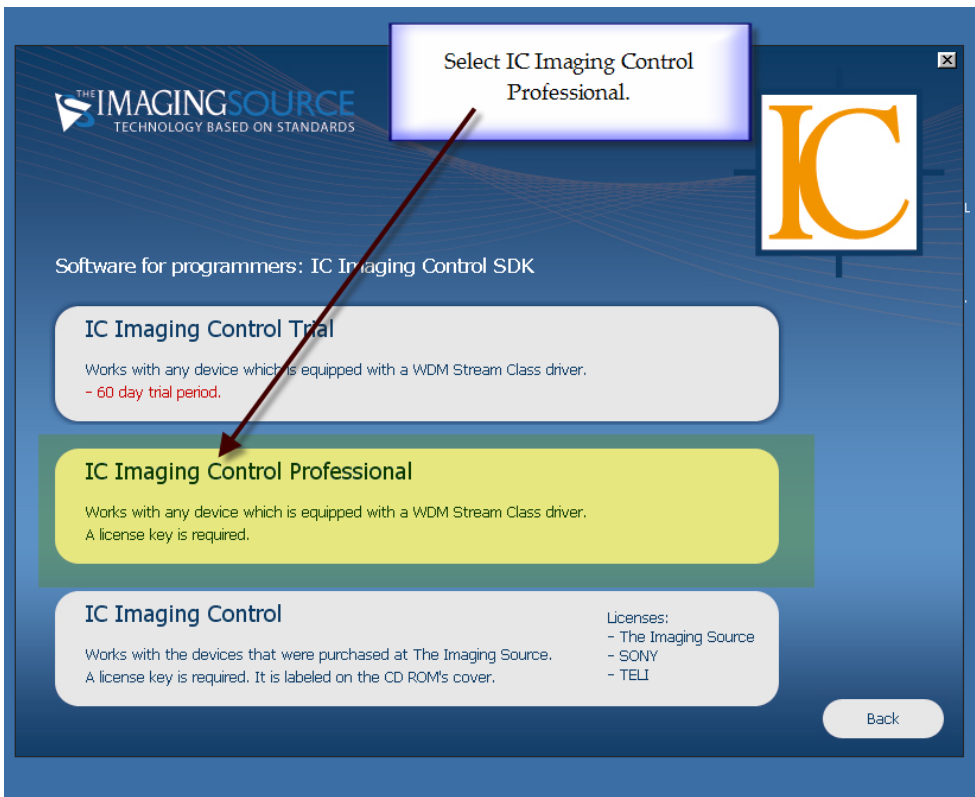 Select IC Imaging Control
Professional.
THE IMAGINGSOURCE
TECHNOLOGY BASED ON STANDARDS
IC
L
Software for programmers: IC Imaging Control SDK
IC Imaging Control Trial
Works with any device which is equipped with a WDM Stream Class driver.
- 60 day trial period.
IC Imaging Control Professional
Works with any device which is equipped with a WDM Stream Class driver.
A license key is required.
IC Imaging Control
Works with the devices that were purchased at The Imaging Source.
A license key is required. It is labeled on the CD ROM's cover.
Licenses:
- The Imaging Source
- SONY
- TELI
Back